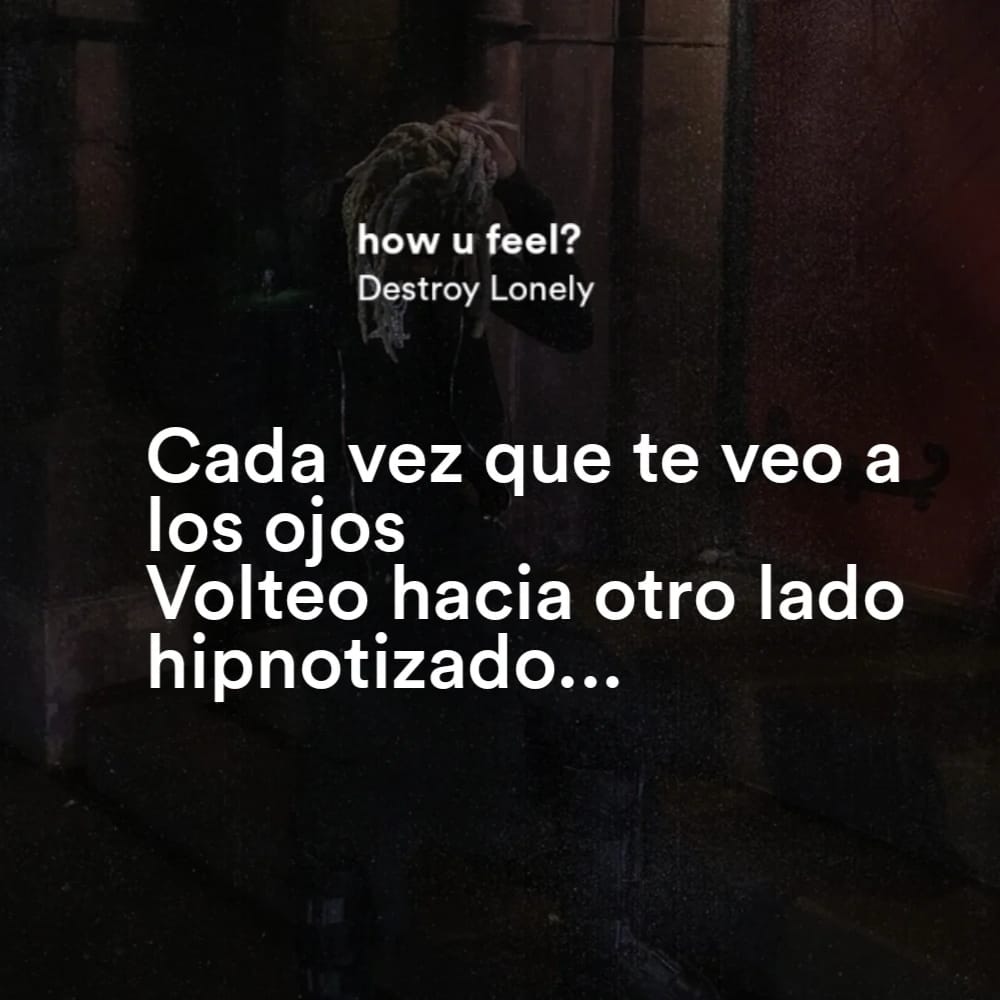 how u feel?
Destroy Lonely
Cada vez que te veo a
los ojos
Volteo hacia otro lado
hipnotizado...